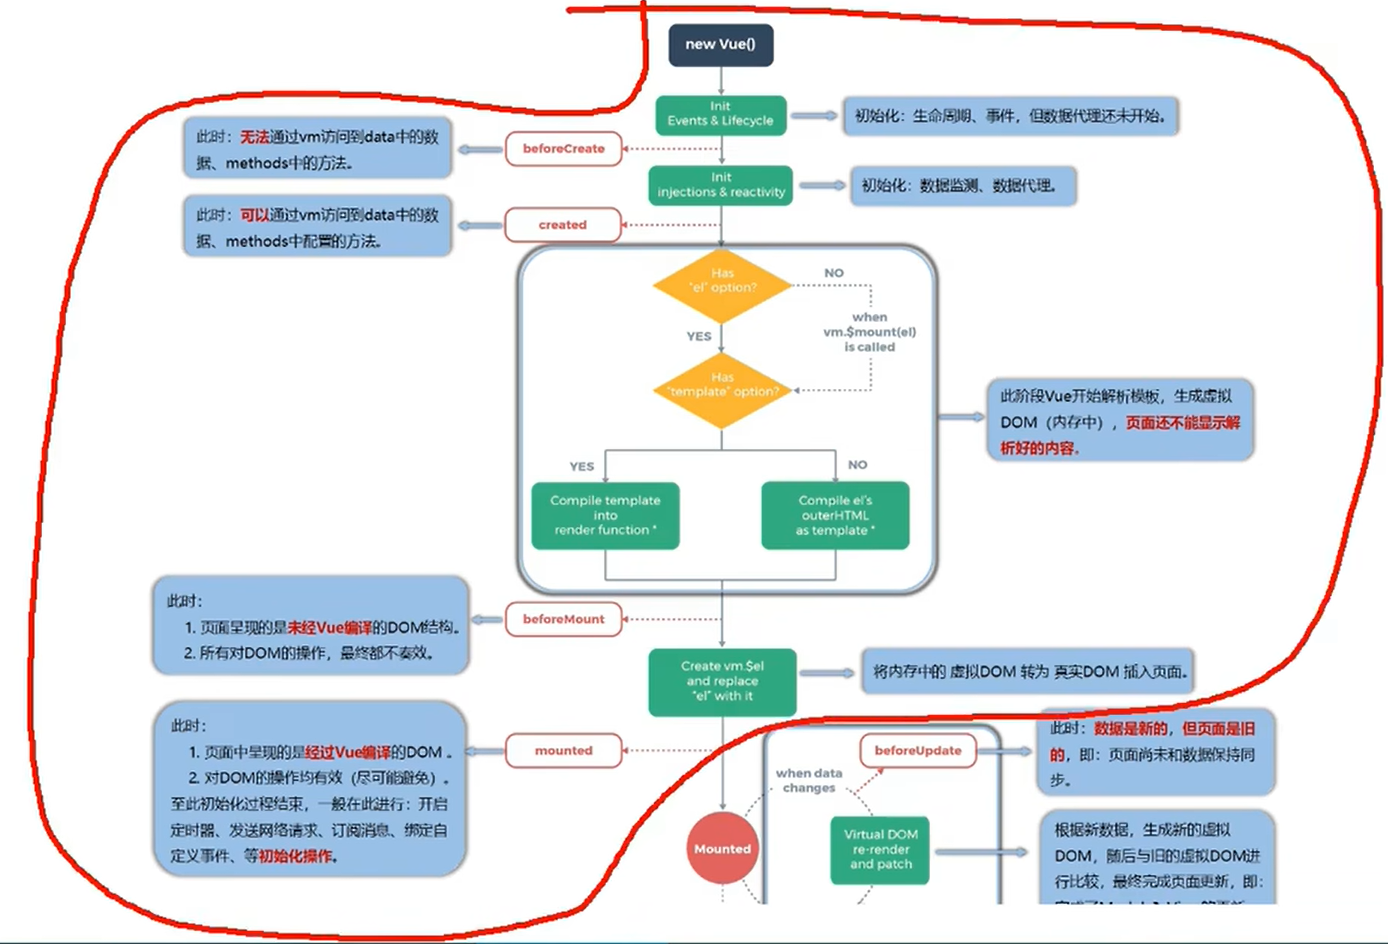 new Vue()
Init
Events & Lifecycle
初始化：生命周期、事件，但数据代理还未开始。
beforeCreate
此时：无法通过vm访问到data中的数
据、methods中的方法。
Init
injections & reactivity
初始化：数据监测、数据代理。
created
此时：可以通过vm访问到data中的数
据、methods中配置的方法。
Has
"el" option?
NO
when
vm.$mount(el)
is called
YES
Has
"template" option?
此阶段Vue开始解析模板，生成虚拟
DOM（内存中），页面还不能显示解
析好的内容。
YES
NO
Compile template
into
render function *
Compile el's
outerHTML
as template *
beforeMount
此时：
1. 页面呈现的是未经Vue编译的DOM结构。
2. 所有对DOM的操作，最终都不奏效。
Create vm.$el
and replace
"el" with it
将内存中的 虚拟DOM 转为 真实DOM 插入页面。
mounted
此时：
1. 页面中呈现的是经过Vue编译的DOM 。
2. 对DOM的操作均有效（尽可能避免）。
至此初始化过程结束，一般在此进行：开启
定时器、发送网络请求、订阅消息、绑定自
定义事件、等初始化操作。
beforeUpdate
此时：数据是新的，但页面是旧
的，即：页面尚未和数据保持同
步。
when data
changes
Mounted
Virtual DOM
re-render
and patch
根据新数据，生成新的虚拟
DOM，随后与旧的虚拟DOM进
行比较，最终完成页面更新，即：